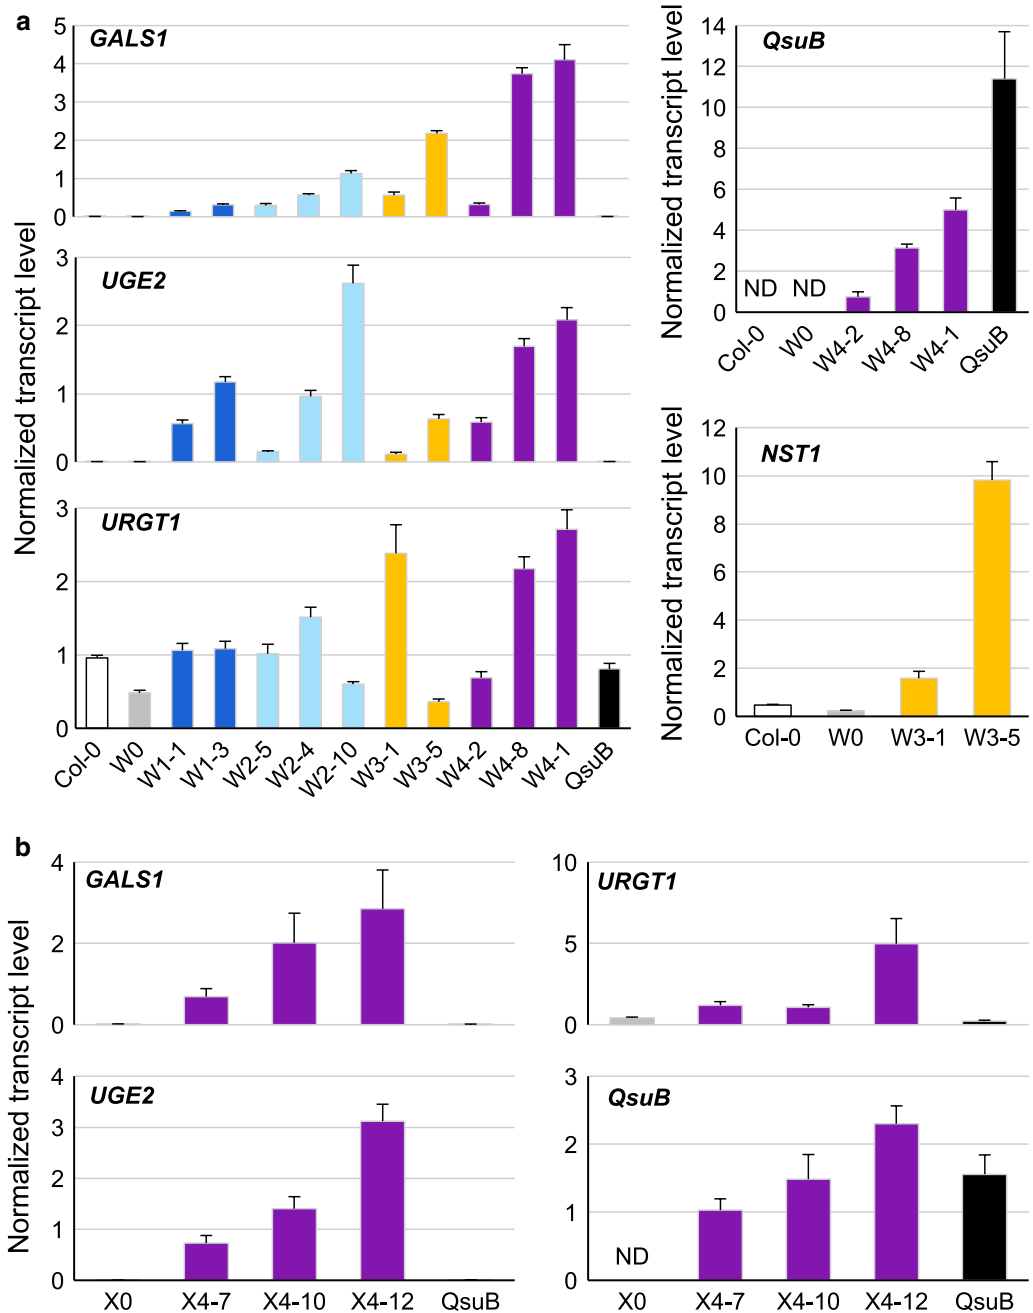 a
Normalized transcript level
GALS1
5
4
3
2
1
0
UGE2
3
2
1
0
URGT1
3
2
1
0
Col-0 W0 W1-1 W1-3 W2-5 W2-4 W2-10 W3-1 W3-5 W4-2 W4-8 W4-1 QsuB
Normalized transcript level
QsuB
14
12
10
8
6
4
2
0
ND ND
Col-0 W0 W4-2 W4-8 W4-1 QsuB
Normalized transcript level
NST1
12
10
8
6
4
2
0
Col-0 W0 W3-1 W3-5
b
Normalized transcript level
GALS1
4
2
0
URGT1
10
5
0
UGE2
4
3
2
1
0
X0 X4-7 X4-10 X4-12 QsuB
QsuB
3
2
1
0
ND
X0 X4-7 X4-10 X4-12 QsuB